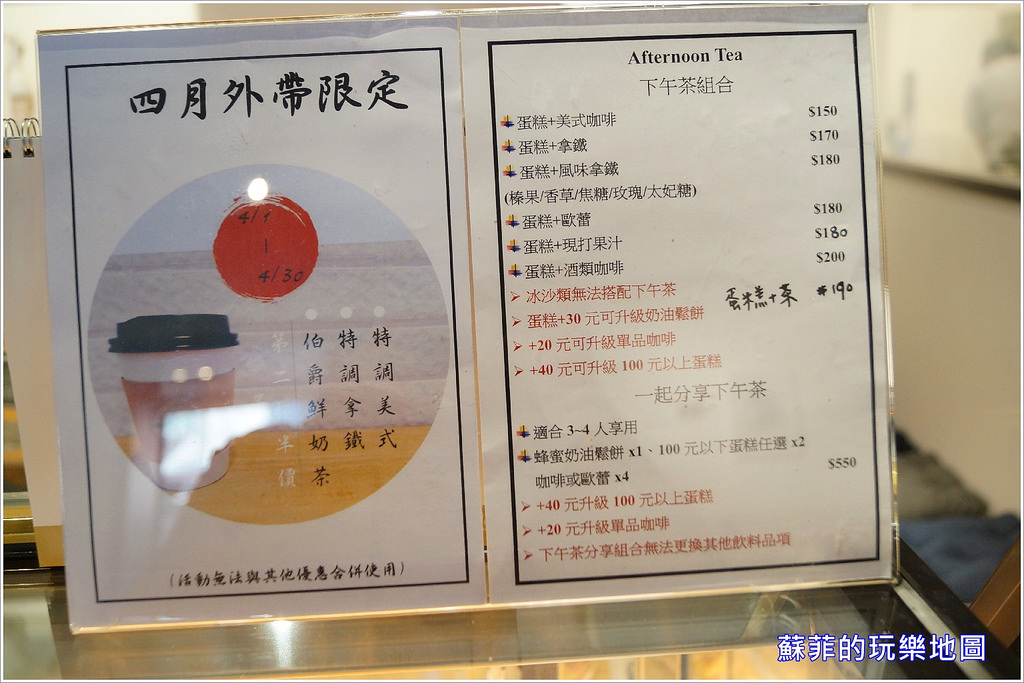 四月外帶限定
4/1
|
4/30
特調美式
特調拿鐵
伯爵鮮奶茶
第二杯半價
(活動無法與其他優惠合併使用)
Afternoon Tea
下午茶組合
蛋糕+美式咖啡 $150
蛋糕+拿鐵 $170
蛋糕+風味拿鐵 $180
(榛果/香草/焦糖/玫瑰/太妃糖)
蛋糕+歐蕾 $180
蛋糕+現打果汁 $180
蛋糕+酒類咖啡 $200
冰沙類無法搭配下午茶
蛋糕+茶 $190
蛋糕+30 元可升級奶油鬆餅
+20 元可升級單品咖啡
+40 元可升級 100 元以上蛋糕
一起分享下午茶
適合 3~4 人享用
蜂蜜奶油鬆餅 x1、100 元以下蛋糕任選 x2
咖啡或歐蕾 x4 $550
+40 元升級 100 元以上蛋糕
+20 元升級單品咖啡
下午茶分享組合無法更換其他飲料品項
蘇菲的玩樂地圖